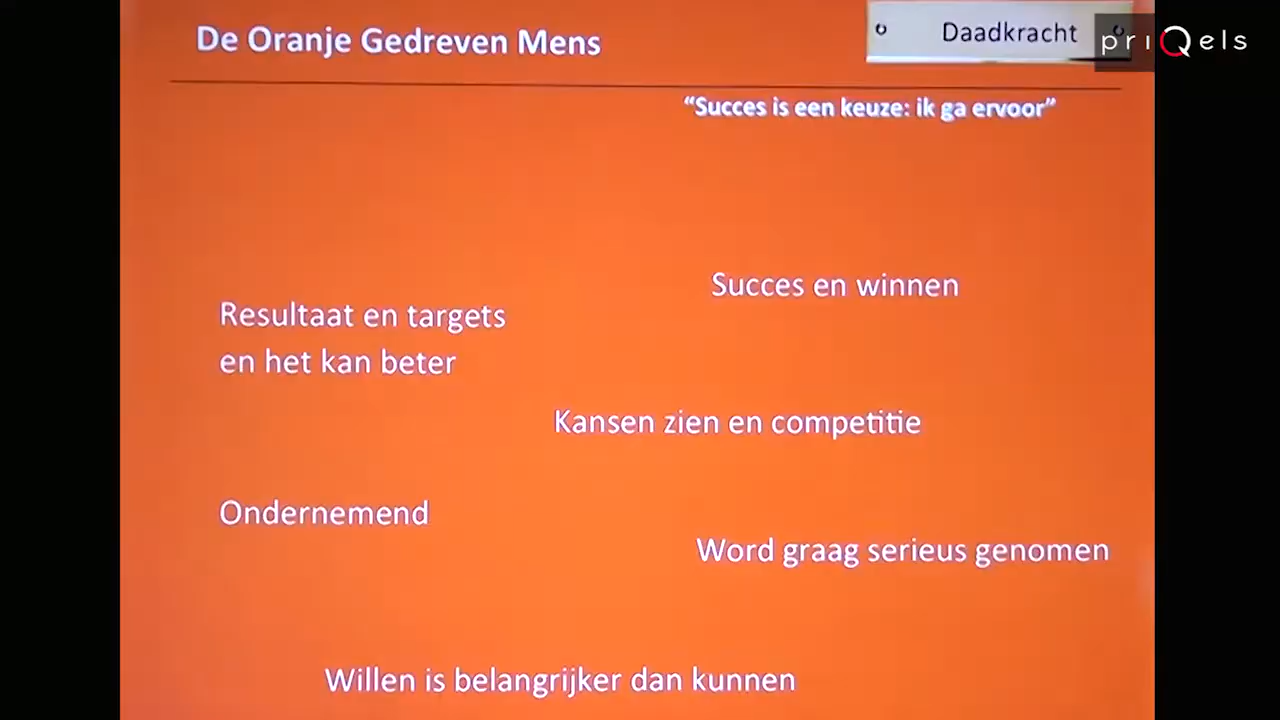 De Oranje Gedreven Mens
Daadkracht
priQels
“Succes is een keuze: ik ga ervoor”
Succes en winnen
Resultaat en targets
en het kan beter
Kansen zien en competitie
Ondernemend
Word graag serieus genomen
Willen is belangrijker dan kunnen